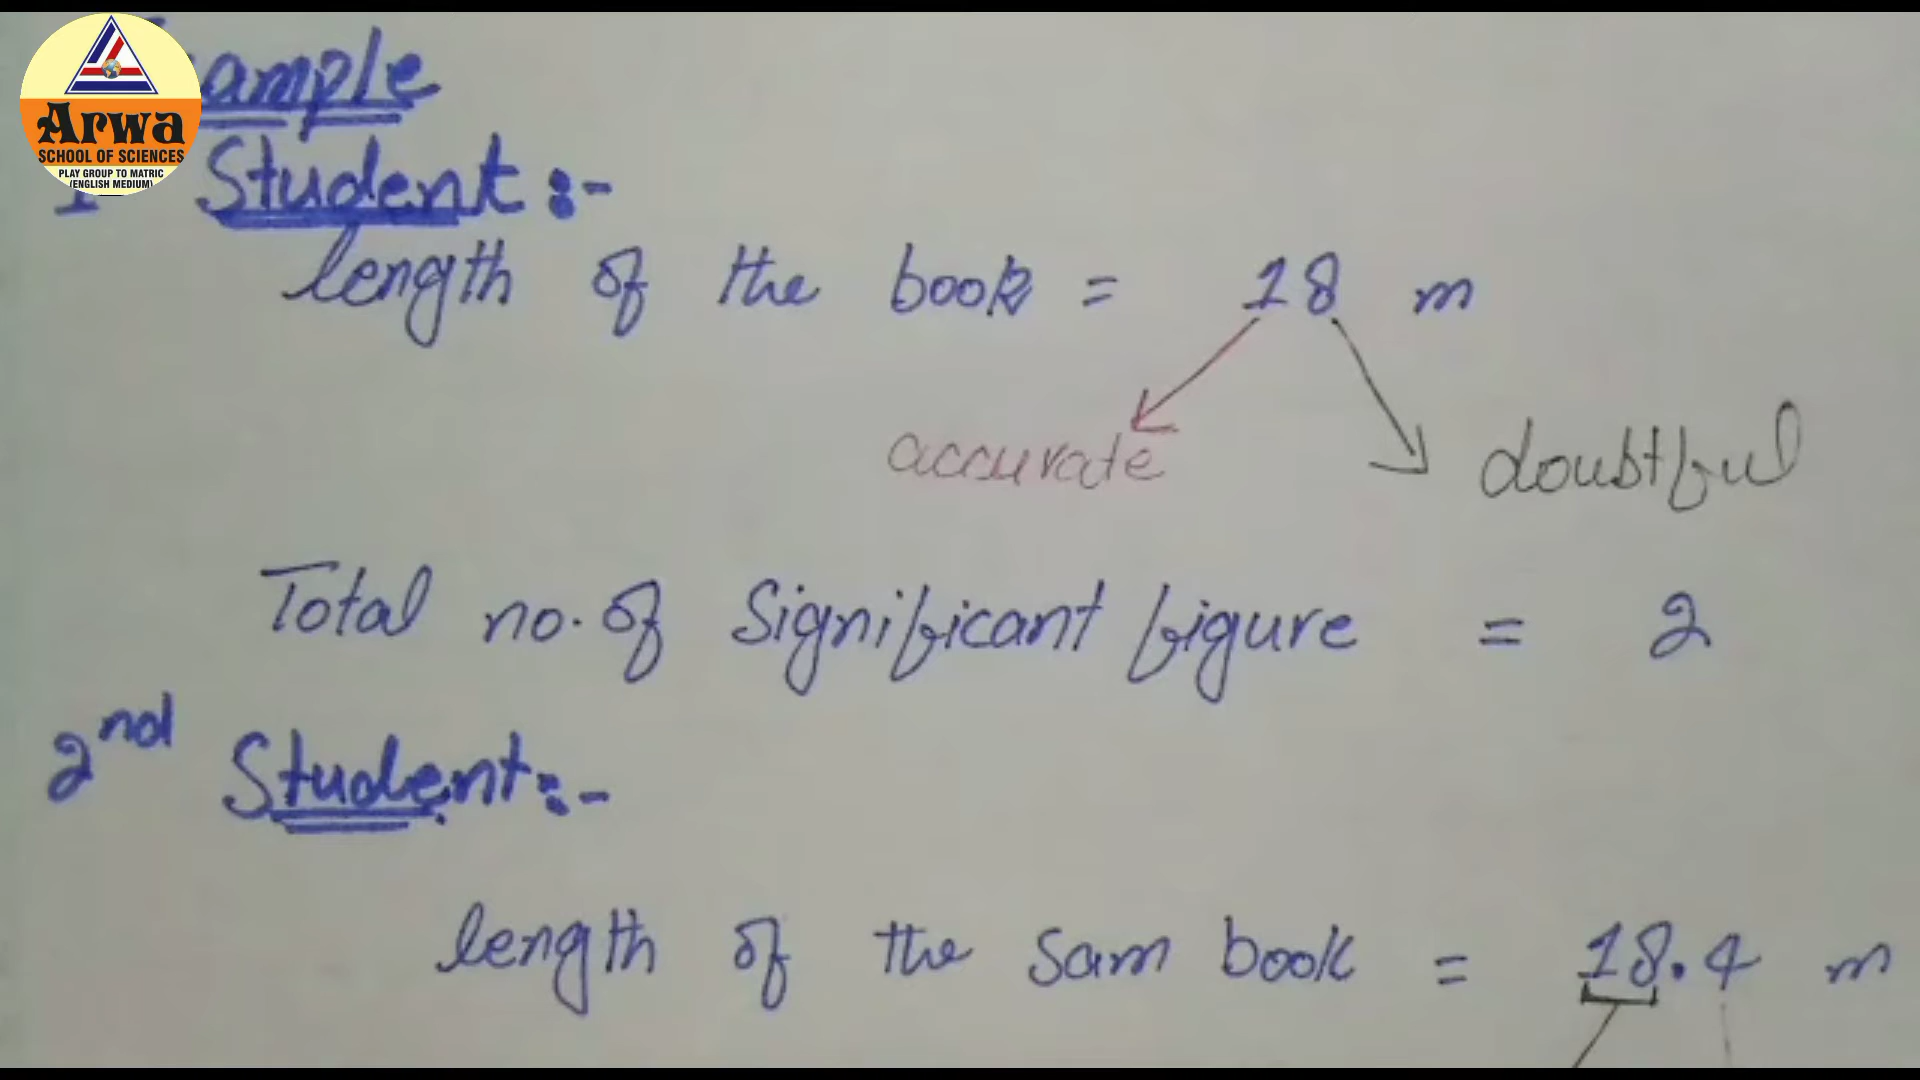 Arwa
SCHOOL OF SCIENCES
PLAY GROUP TO MATRIC
(ENGLISH MEDIUM)
Student :-
length of the book = 18 m
accurate
doubtful
Total no. of Significant figure = 2
2nd Student :-
length of the sam book = 18.4 m